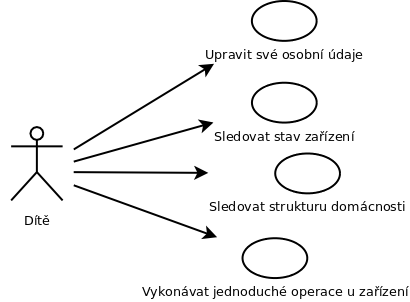 Upravit své osobní údaje
Sledovat stav zařízení
Sledovat strukturu domácnosti
Dítě
Vykonávat jednoduché operace u zařízení